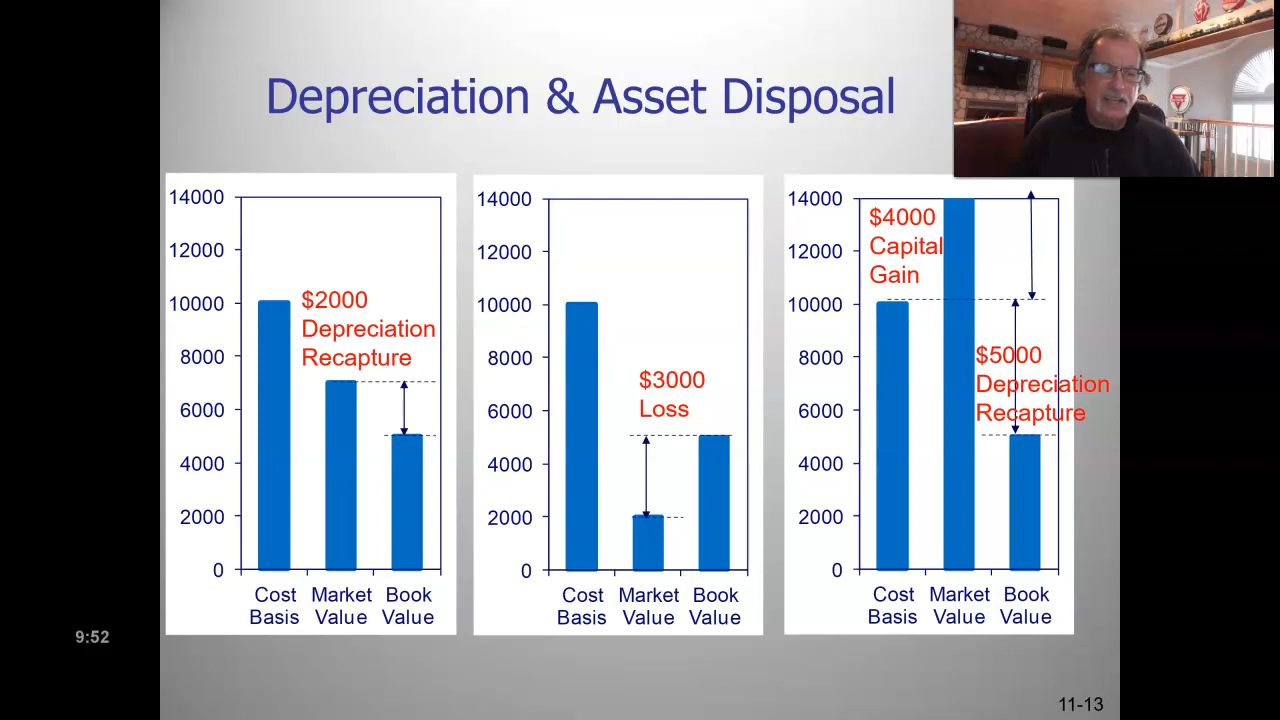 Depreciation & Asset Disposal
14000
12000
10000
8000
6000
4000
2000
0
$2000
Depreciation
Recapture
Cost Basis
Market Value
Book Value
14000
12000
10000
8000
6000
4000
2000
0
$3000
Loss
Cost Basis
Market Value
Book Value
14000
12000
10000
8000
6000
4000
2000
0
$4000
Capital
Gain
$5000
Depreciation
Recapture
Cost Basis
Market Value
Book Value
9:52
11-13